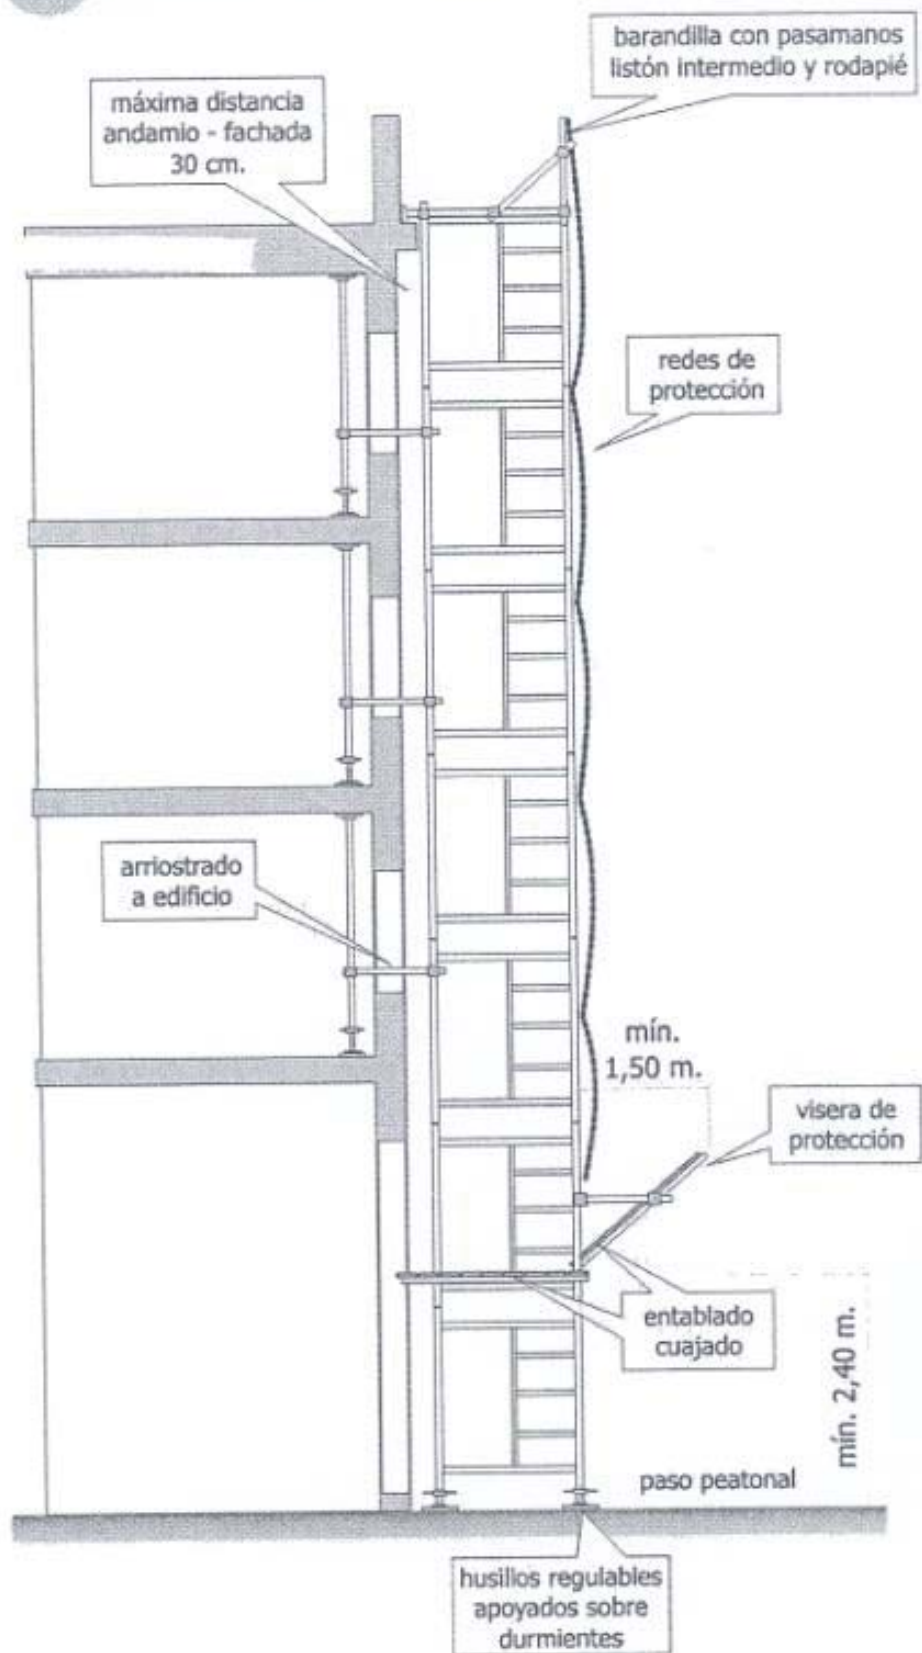 barandilla con pasamanos
listón intermedio y rodapié
máxima distancia
andamio - fachada
30 cm.
redes de
protección
arriostrado
a edificio
mín.
1,50 m.
visera de
protección
entablado
cuajado
mín. 2,40 m.
paso peatonal
husillos regulables
apoyados sobre
durmientes